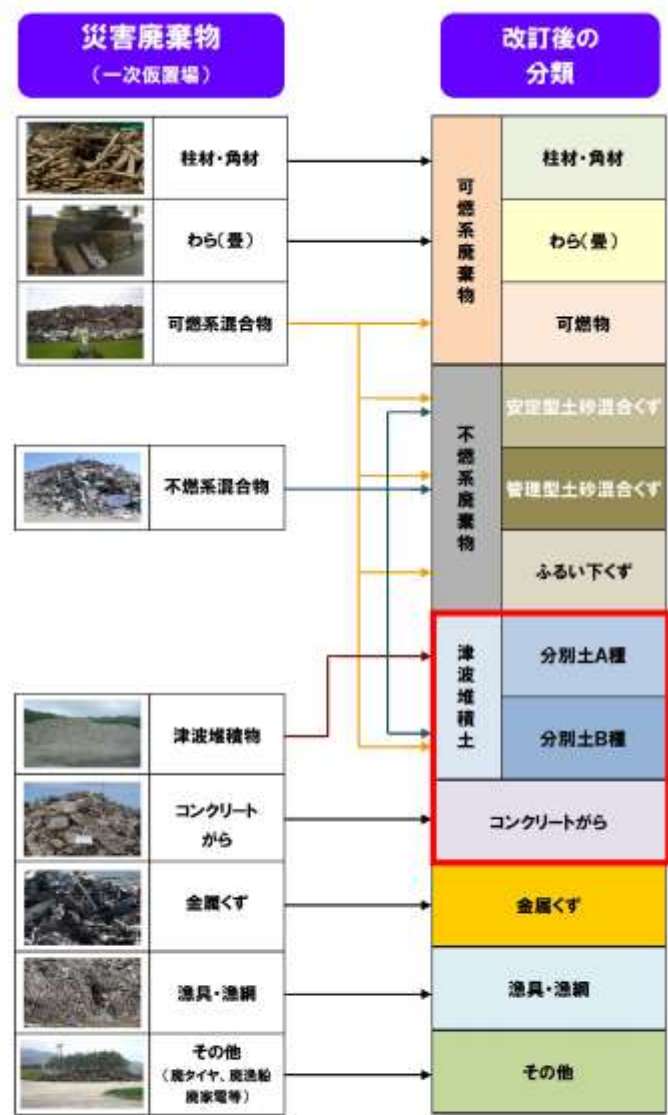 災害廃棄物
（一次仮置場）
改訂後の
分類
柱材・角材
わら（畳）
可燃系混合物
不燃系混合物
津波堆積物
コンクリート
がら
金属くず
漁具・漁網
その他
（廃タイヤ、廃漁船
廃家電等）
可燃系廃棄物
柱材・角材
わら（畳）
可燃物
不燃系廃棄物
安定型土砂混合くず
管理型土砂混合くず
ふるい下くず
津波堆積土
分別土A種
分別土B種
コンクリートがら
金属くず
漁具・漁網
その他